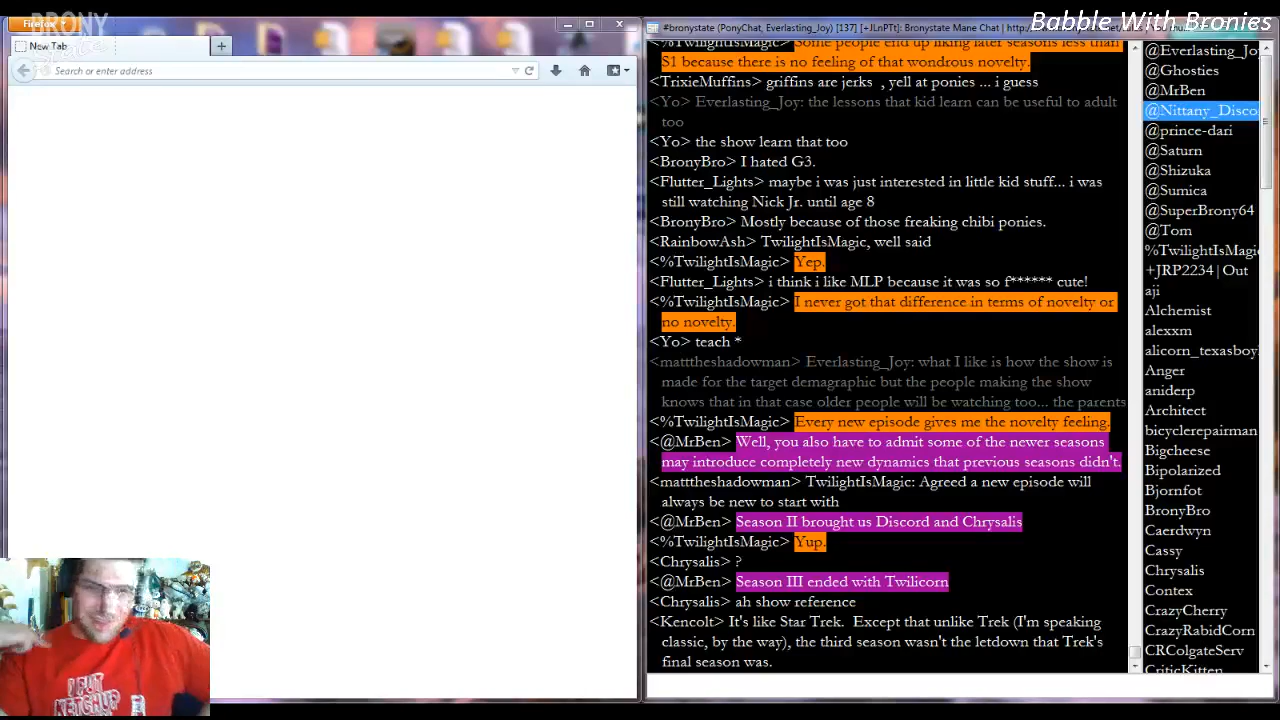 BRONY
Firefox
#bronystate (PonyChat, Everlasting_Joy) [137] [+JLnPTt] Bronystate Mane Chat |
Babble With Bronies
New Tab
Search or enter address
<%TwilightIsMagic> Some people end up liking later seasons less than
S1 because there is no feeling of that wondrous novelty.
<TrixieMuffins> griffins are jerks , yell at ponies ... i guess
<Yo> Everlasting_Joy: the lessons that kid learn can be useful to adult
too
<Yo> the show learn that too
<BronyBro> I hated G3.
<Flutter_Lights> maybe i was just interested in little kid stuff... i was
still watching Nick Jr. until age 8
<BronyBro> Mostly because of those freaking chibi ponies.
<RainbowAsh> TwilightIsMagic, well said
<%TwilightIsMagic> Yep.
<Flutter_Lights> i think i like MLP because it was so f****** cute!
<%TwilightIsMagic> I never got that difference in terms of novelty or
no novelty.
<Yo> teach *
<matttheshadowman> Everlasting_Joy: what I like is how the show is
made for the target demagraphic but the people making the show
knows that in that case older people will be watching too... the parents
<%TwilightIsMagic> Every new episode gives me the novelty feeling.
<@MrBen> Well, you also have to admit some of the newer seasons
may introduce completely new dynamics that previous seasons didn't.
<matttheshadowman> TwilightIsMagic: Agreed a new episode will
always be new to start with
<@MrBen> Season II brought us Discord and Chrysalis
<%TwilightIsMagic> Yup.
<Chrysalis> ?
<@MrBen> Season III ended with Twilicorn
<Chrysalis> ah show reference
<Kencolt> It's like Star Trek. Except that unlike Trek (I'm speaking
classic, by the way), the third season wasn't the letdown that Trek's
final season was.
@Everlasting_Jo
@Ghosties
@MrBen
@Nittany_Disco
@prince-dari
@Saturn
@Shizuka
@Sumica
@SuperBrony64
@Tom
%TwilightIsMagic
+JRP2234|Out
aji
Alchemist
alexxm
alicorn_texasboy
Anger
aniderp
Architect
bicyclerepairman
Bigcheese
Bipolarized
Bjornfot
BronyBro
Caerdwyn
Cassy
Chrysalis
Contex
CrazyCherry
CrazyRabidCorn
CRColgateServ
CriticKitten
I PUT
KETCHUP